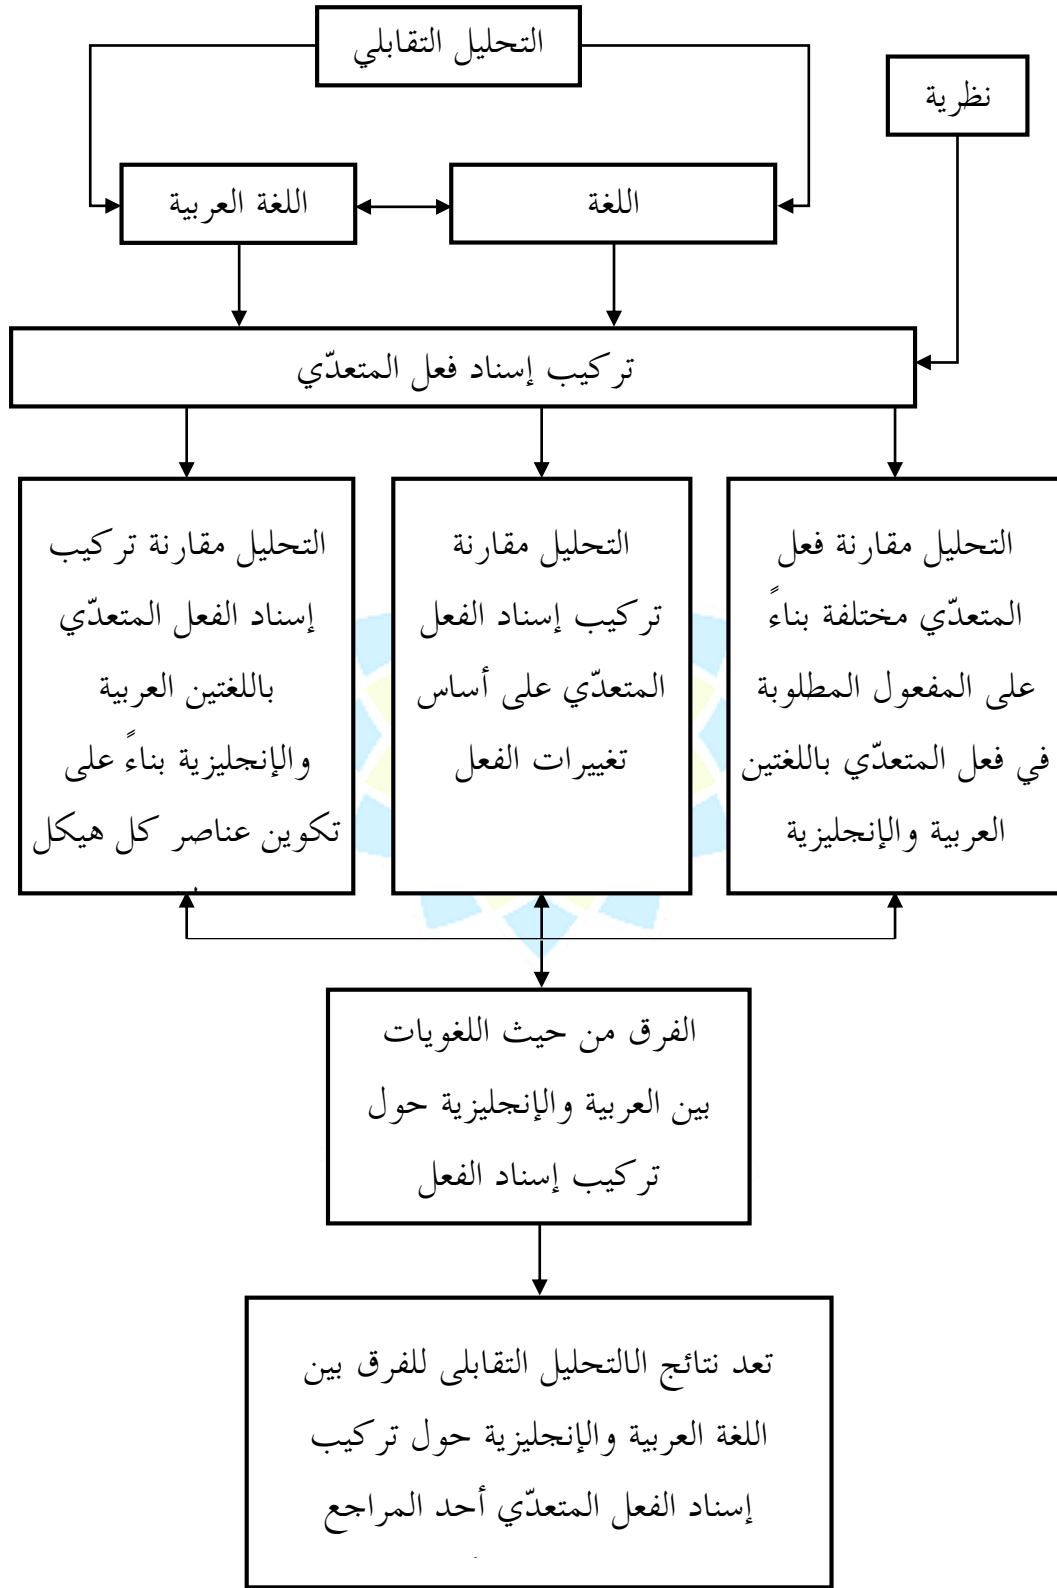 التحليل التقابلي
نظرية
اللغة
اللغة العربية
تركيب إسناد فعل المتعدّي
التحليل مقارنة فعل
المتعدّي مختلفة بناءً
على المفعول المطلوبة
في فعل المتعدّي باللغتين
العربية والإنجليزية
التحليل مقارنة
تركيب إسناد الفعل
المتعدّي على أساس
تغييرات الفعل
التحليل مقارنة تركيب
إسناد الفعل المتعدّي
باللغتين العربية
والإنجليزية بناءً على
تكوين عناصر كل هيكل
الفرق من حيث اللغويات
بين العربية والإنجليزية حول
تركيب إسناد الفعل
تعد نتائج الالتحليل التقابلى للفرق بين
اللغة العربية والإنجليزية حول تركيب
إسناد الفعل المتعدّي أحد المراجع